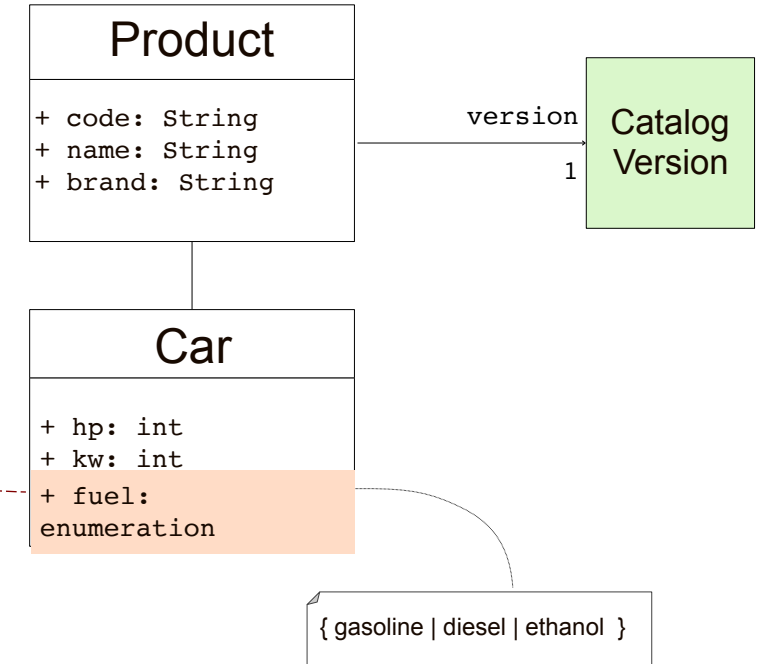 Product
+ code: String
+ name: String
+ brand: String
version
1
Catalog
Version
Car
+ hp: int
+ kw: int
+ fuel:
enumeration
{ gasoline | diesel | ethanol }